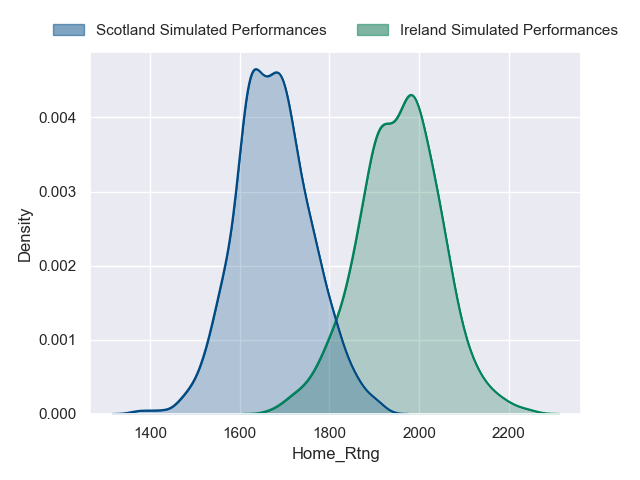 Scotland Simulated Performances Ireland Simulated Performances
0.004
0.003
0.002
0.001
0.000
Density
1400 1600 1800 2000 2200
Home_Rtng